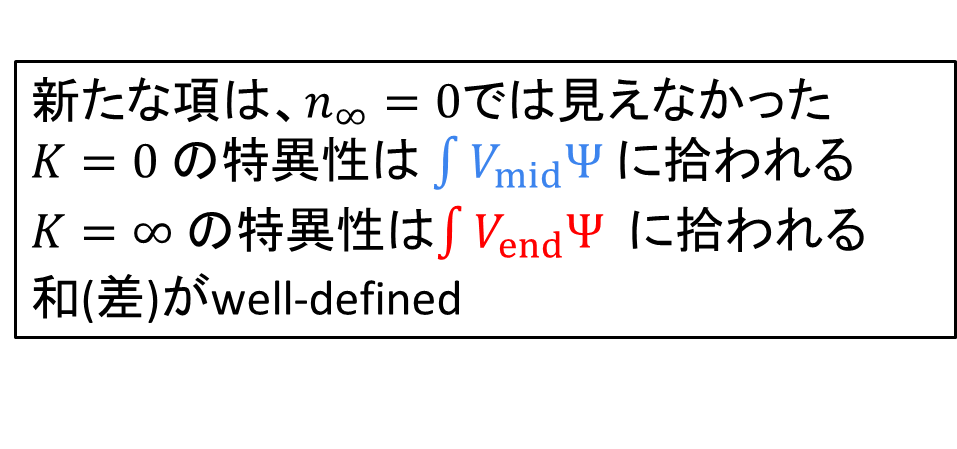 新たな項は、n∞ = 0では見えなかった
K = 0 の特異性は ∫ V_mid Ψ に拾われる
K = ∞ の特異性は∫ V_end Ψ に拾われる
和(差)がwell-defined